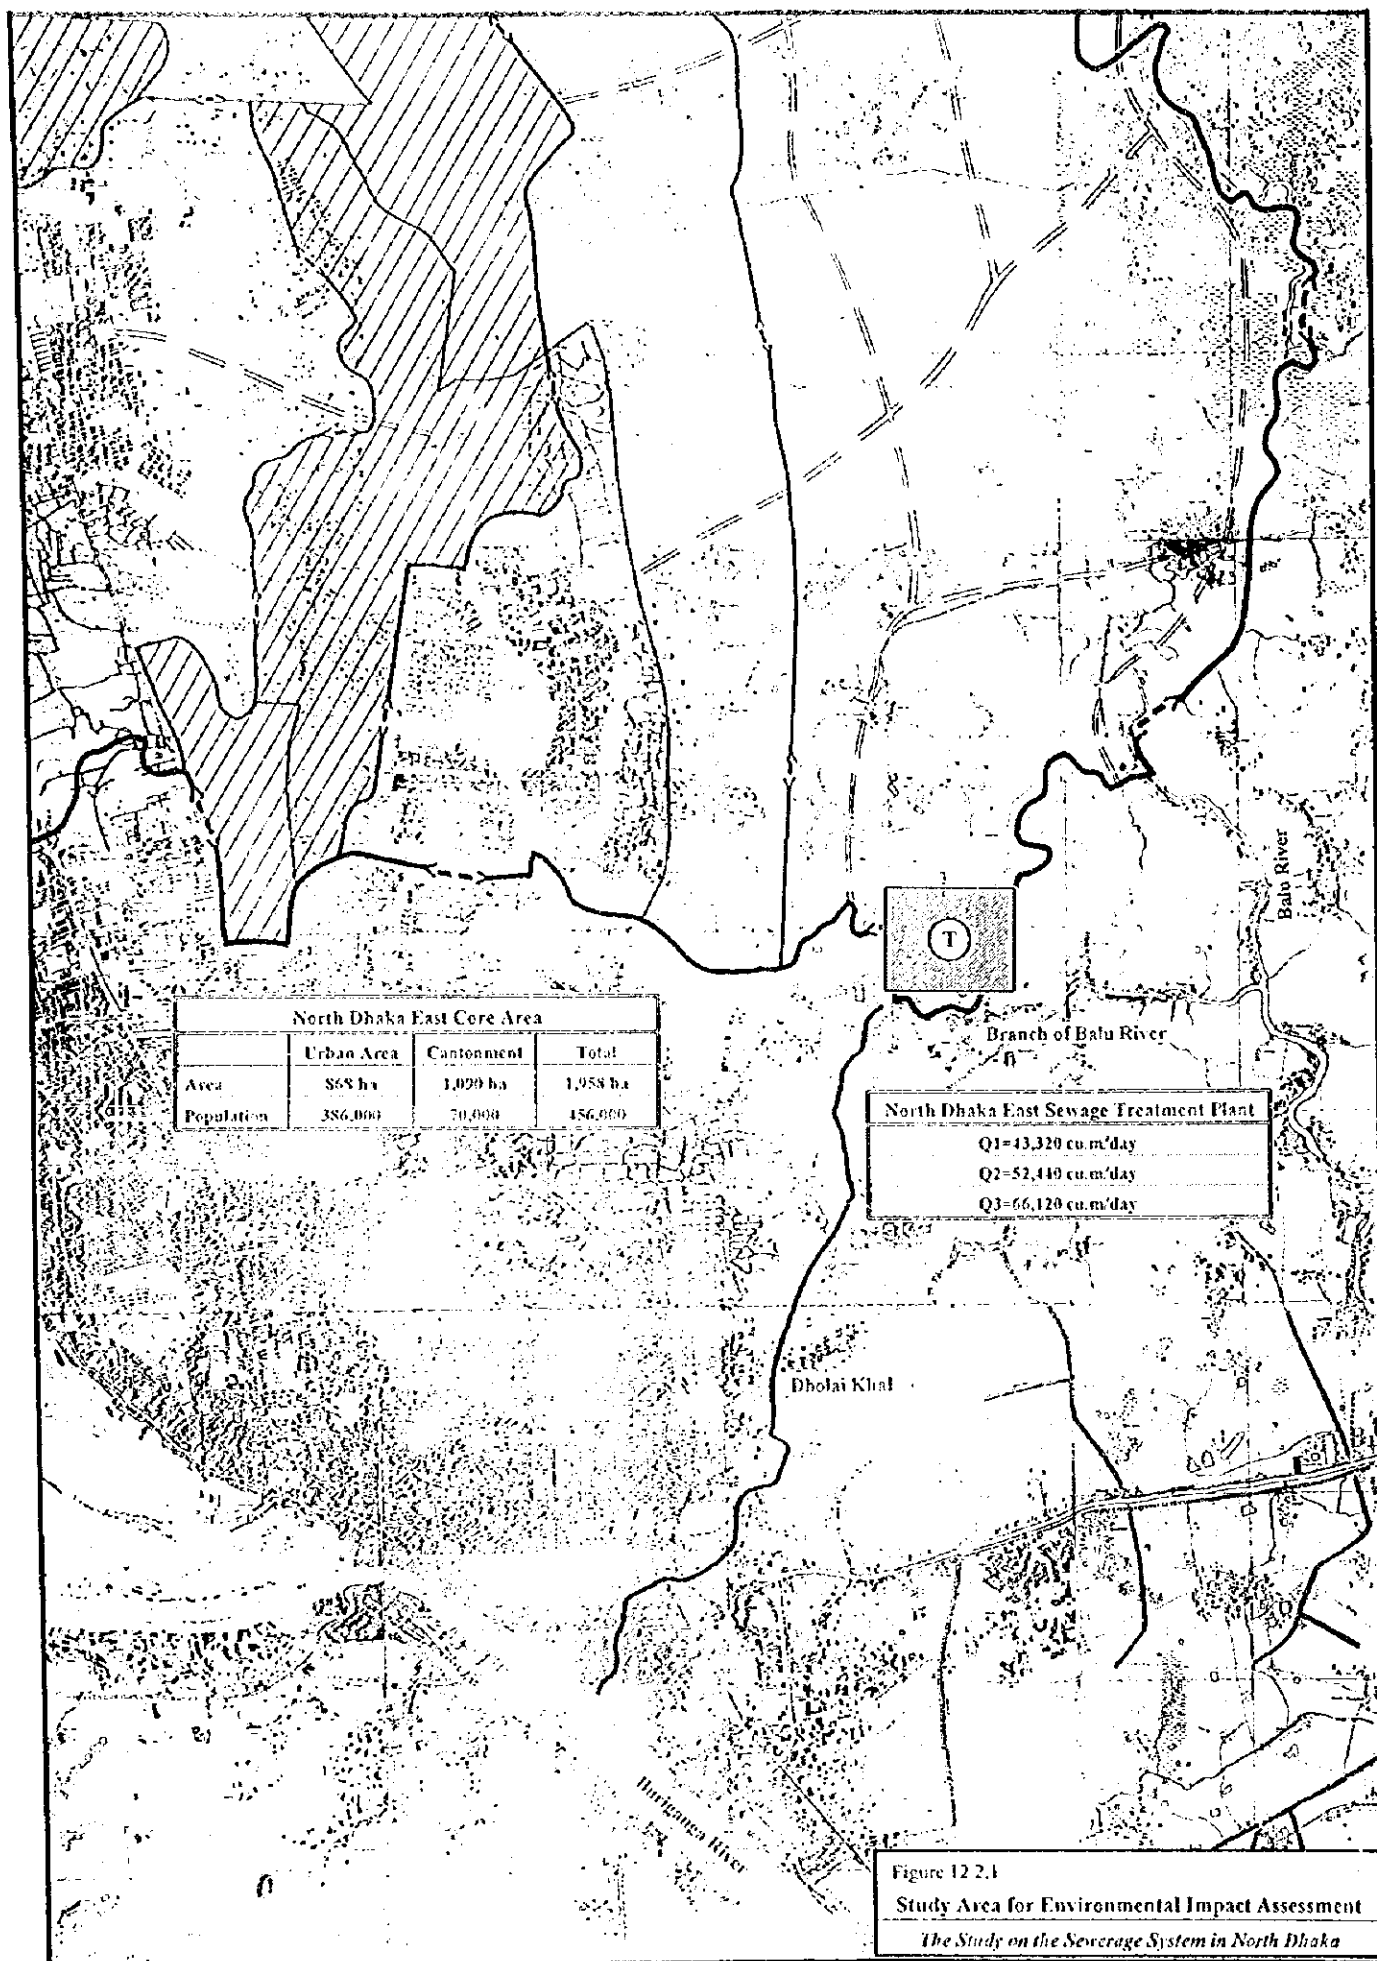 T
Balu River
North Dhaka East Core Area
Urban Area Cantonment Total
Area 868 ha 1,090 ha 1,958 ha
Population 386,000 70,000 456,000
Branch of Balu River
North Dhaka East Sewage Treatment Plant
Q1=43,320 cu.m/day
Q2=52,440 cu.m/day
Q3=66,120 cu.m/day
Dholai Khal
Buriganga River
Figure 12.2.1
Study Area for Environmental Impact Assessment
The Study on the Sewerage System in North Dhaka